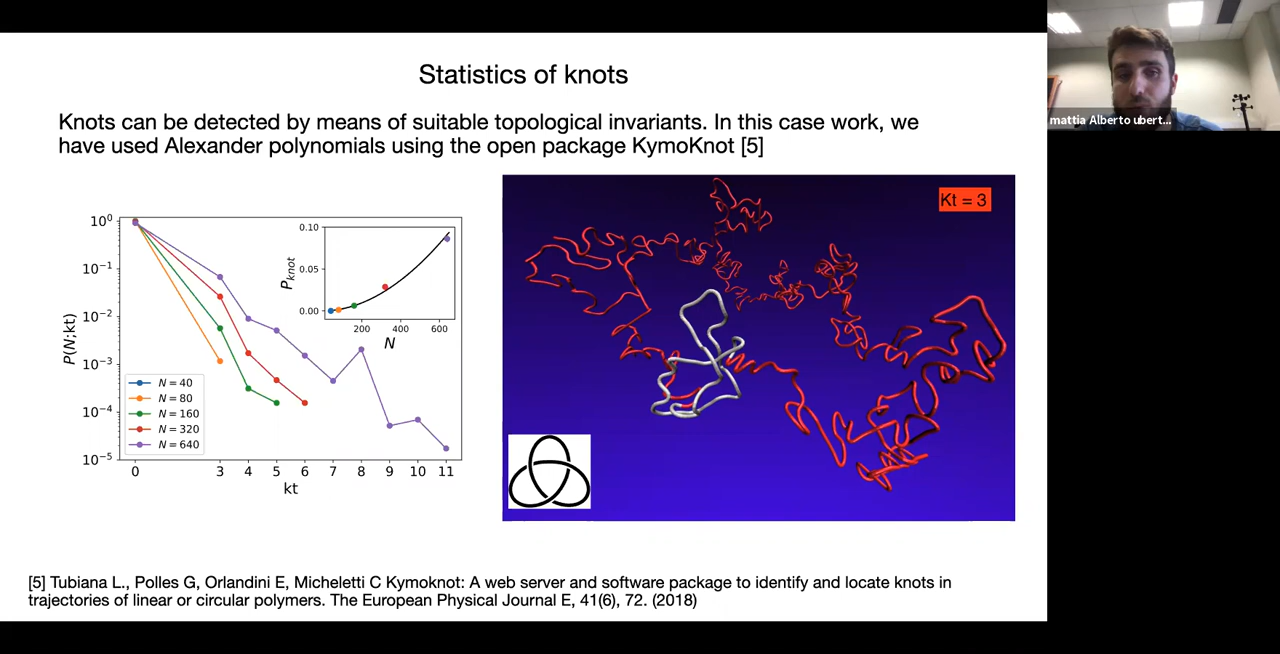 mattia Alberto ubert...
Statistics of knots
Knots can be detected by means of suitable topological invariants. In this case work, we
have used Alexander polynomials using the open package KymoKnot [5]
P(N;kt)
10⁰
10⁻¹
10⁻²
10⁻³
10⁻⁴
10⁻⁵
0 3 4 5 6 7 8 9 10 11
kt
N = 40
N = 80
N = 160
N = 320
N = 640
Pknot
0.10
0.05
0.00
200 400 600
N
Kt = 3
[5] Tubiana L., Polles G, Orlandini E, Micheletti C Kymoknot: A web server and software package to identify and locate knots in
trajectories of linear or circular polymers. The European Physical Journal E, 41(6), 72. (2018)